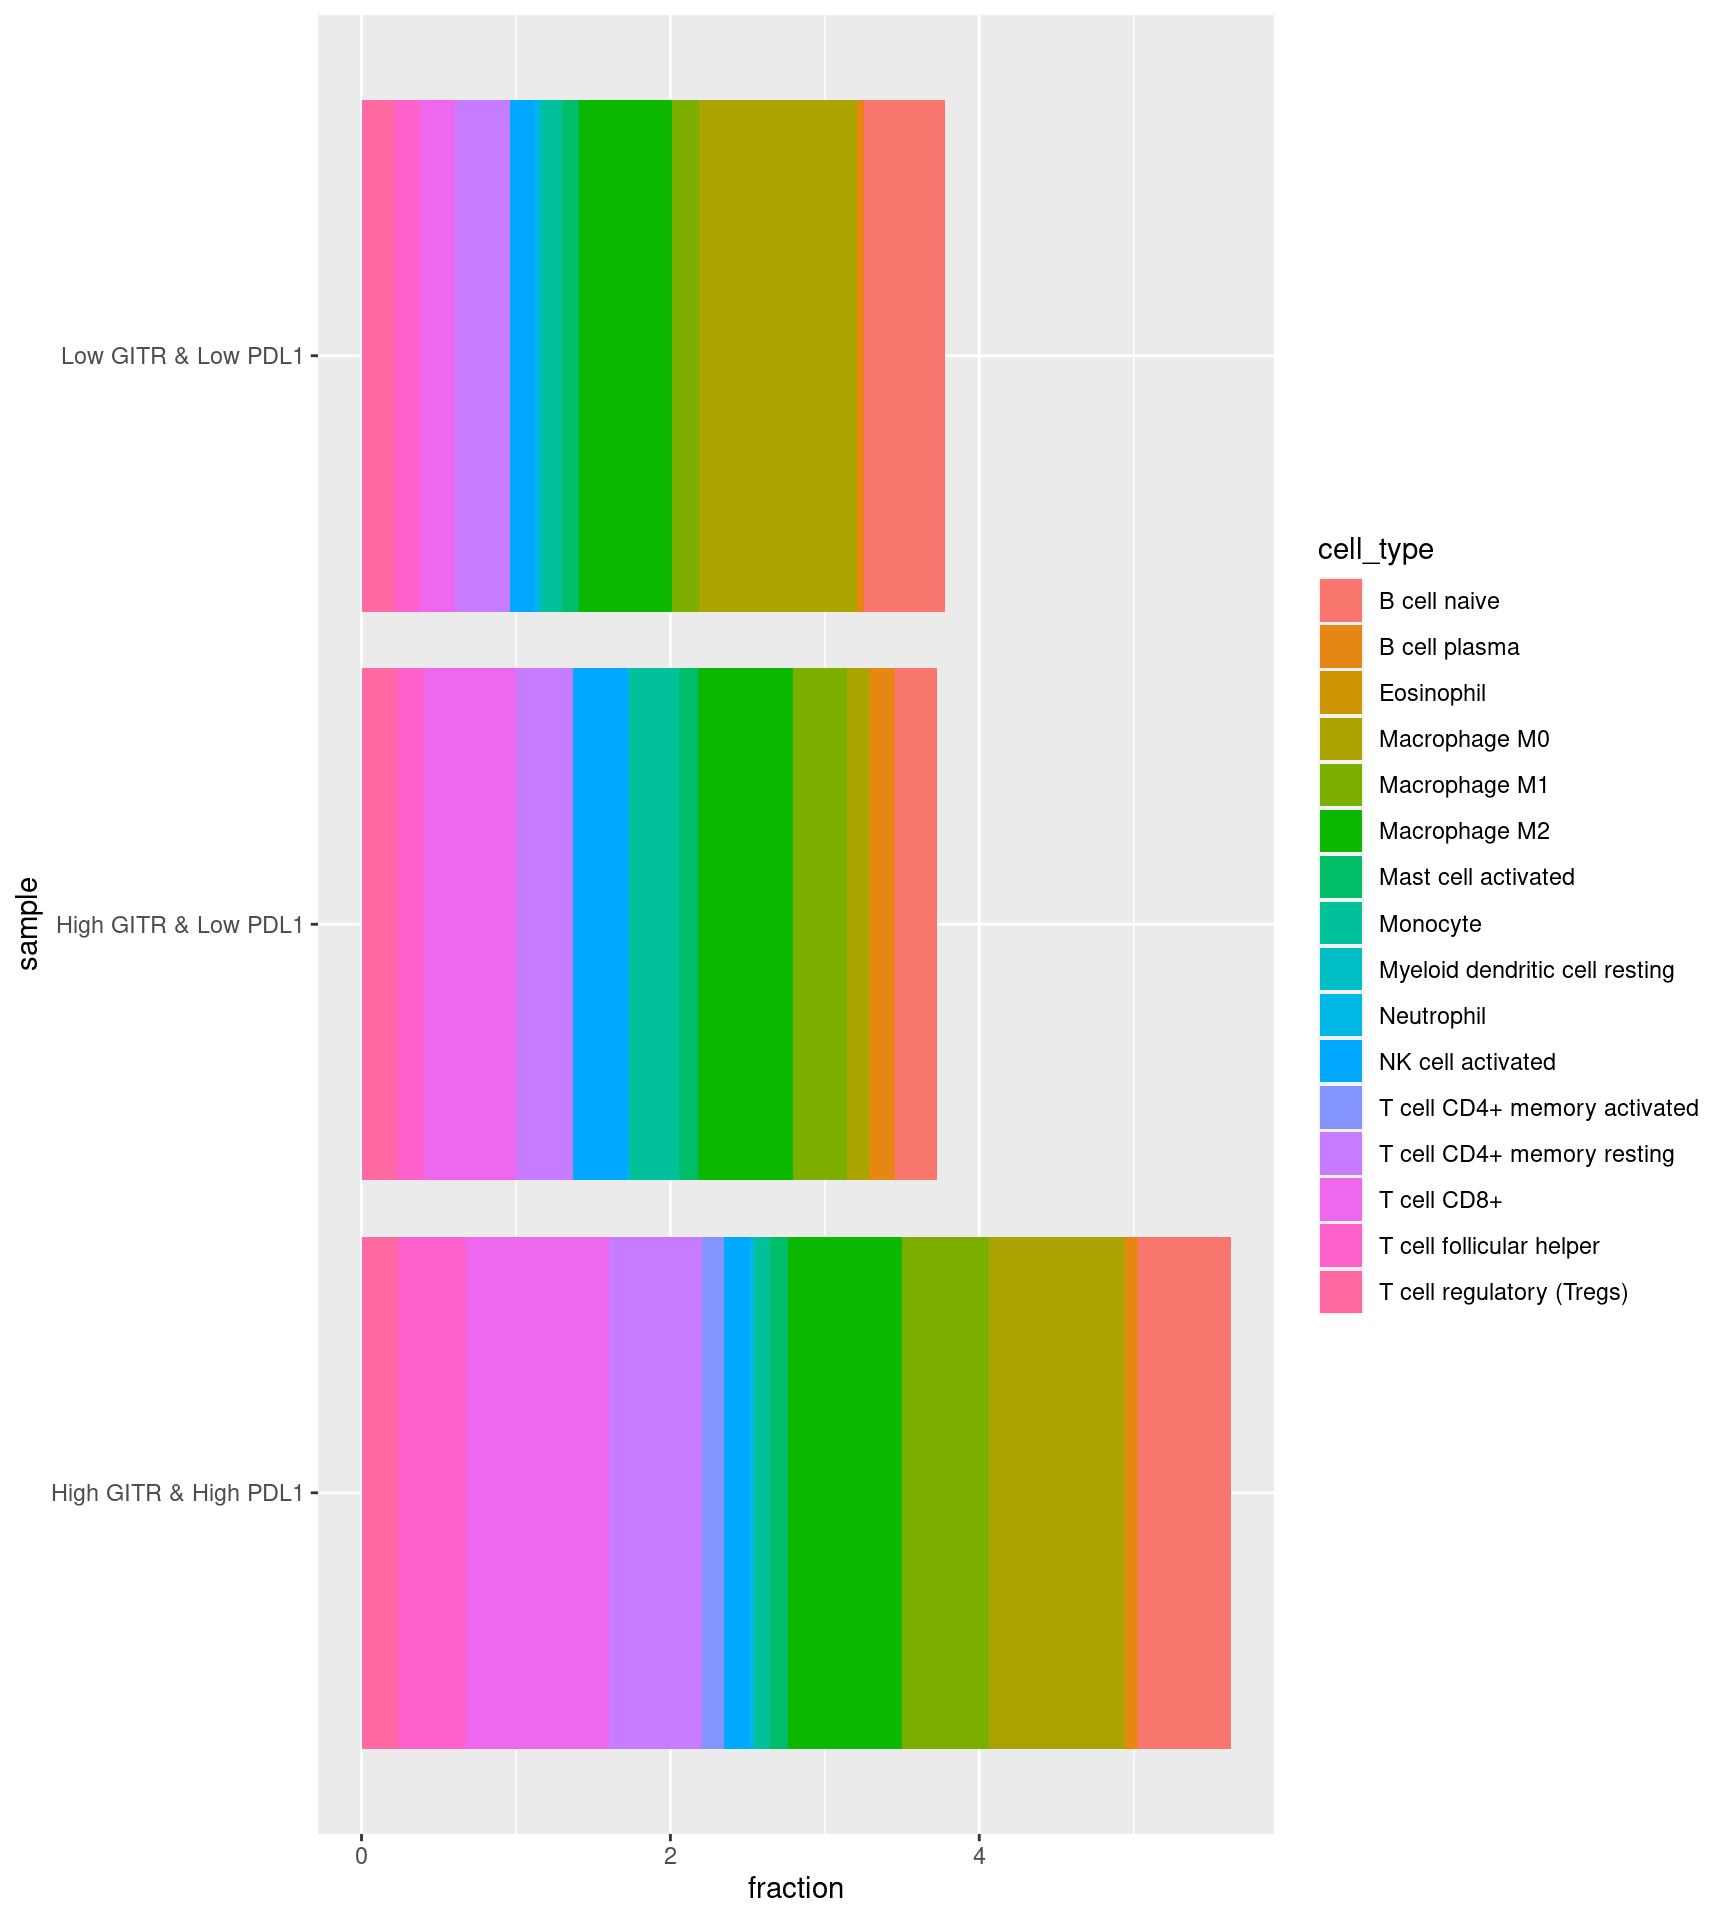 Low GITR & Low PDL1
High GITR & Low PDL1
High GITR & High PDL1
sample
0
2
4
fraction
cell_type
B cell naive
B cell plasma
Eosinophil
Macrophage M0
Macrophage M1
Macrophage M2
Mast cell activated
Monocyte
Myeloid dendritic cell resting
Neutrophil
NK cell activated
T cell CD4+ memory activated
T cell CD4+ memory resting
T cell CD8+
T cell follicular helper
T cell regulatory (Tregs)